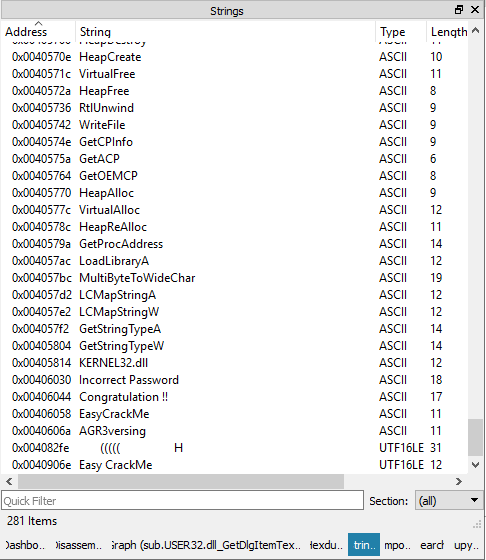 Strings
Address String Type Length
HeapDestroy ASCII
0x0040570e HeapCreate ASCII 10
0x0040571c VirtualFree ASCII 11
0x0040572a HeapFree ASCII 8
0x00405736 RtlUnwind ASCII 9
0x00405742 WriteFile ASCII 9
0x0040574e GetCPInfo ASCII 9
0x0040575a GetACP ASCII 6
0x00405764 GetOEMCP ASCII 8
0x00405770 HeapAlloc ASCII 9
0x0040577c VirtualAlloc ASCII 12
0x0040578c HeapReAlloc ASCII 11
0x0040579a GetProcAddress ASCII 14
0x004057ac LoadLibraryA ASCII 12
0x004057bc MultiByteToWideChar ASCII 19
0x004057d2 LCMapStringA ASCII 12
0x004057e2 LCMapStringW ASCII 12
0x004057f2 GetStringTypeA ASCII 14
0x00405804 GetStringTypeW ASCII 14
0x00405814 KERNEL32.dll ASCII 12
0x00406030 Incorrect Password ASCII 18
0x00406044 Congratulation !! ASCII 17
0x00406058 EasyCrackMe ASCII 11
0x0040606a AGR3versing ASCII 11
0x004082fe ((((( H UTF16LE 31
0x0040906e Easy CrackMe UTF16LE 12
Quick Filter Section: (all)
281 Items
Dashbo.. Disassem.. Graph (sub.USER32.dll_GetDlgItemTex.. Hexdu.. trin.. mpo.. earch upy..